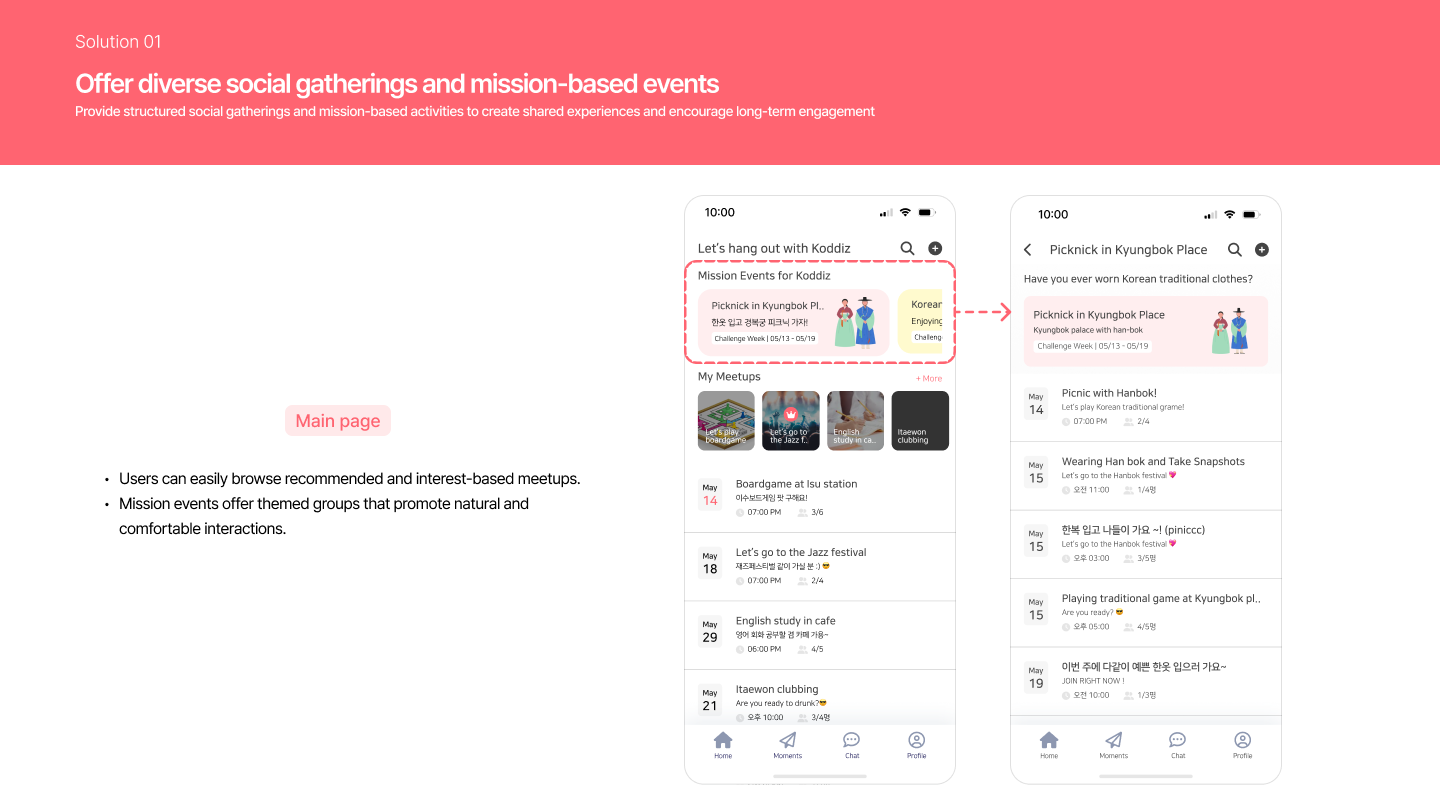 Solution 01
Offer diverse social gatherings and mission-based events
Provide structured social gatherings and mission-based activities to create shared experiences and encourage long-term engagement
Main page
• Users can easily browse recommended and interest-based meetups.
• Mission events offer themed groups that promote natural and
comfortable interactions.
10:00
Let's hang out with Koddiz
Mission Events for Koddiz
Picknick in Kyungbok Pl..
한옷 입고 경복궁 피크닉 가자!
Challenge Week | 05/13 - 05/19
Korean
Enjoying
Challeng
My Meetups
+ More
Let's play
boardgame
Let's go to
the Jazz f..
English
study in ca..
Itaewon
clubbing
May
14
Boardgame at Isu station
이수보드게임 팟 구해요!
07:00 PM
3/6
May
18
Let's go to the Jazz festival
재즈페스티벌 같이 가실 분 :) 😎
07:00 PM
2/4
May
29
English study in cafe
영어 회화 공부할 겸 카페 가용~
06:00 PM
4/5
May
21
Itaewon clubbing
Are you ready to drunk?😎
오후 10:00
3/4명
Home
Moments
Chat
Profile
10:00
Picknick in Kyungbok Place
Have you ever worn Korean traditional clothes?
Picknick in Kyungbok Place
Kyungbok palace with han-bok
Challenge Week | 05/13 - 05/19
May
14
Picnic with Hanbok!
Let's play Korean traditional grame!
07:00 PM
2/4
May
15
Wearing Han bok and Take Snapshots
Let's go to the Hanbok festival 💖
오전 11:00
1/4명
May
15
한복 입고 나들이 가요 ~! (piniccc)
Let's go to the Hanbok festival 💖
오후 03:00
3/5명
May
15
Playing traditional game at Kyungbok pl..
Are you ready? 😎
오후 05:00
4/5명
May
19
이번 주에 다같이 예쁜 한옷 입으러 가요~
JOIN RIGHT NOW !
오전 10:00
1/3명
Home
Moments
Chat
Profile